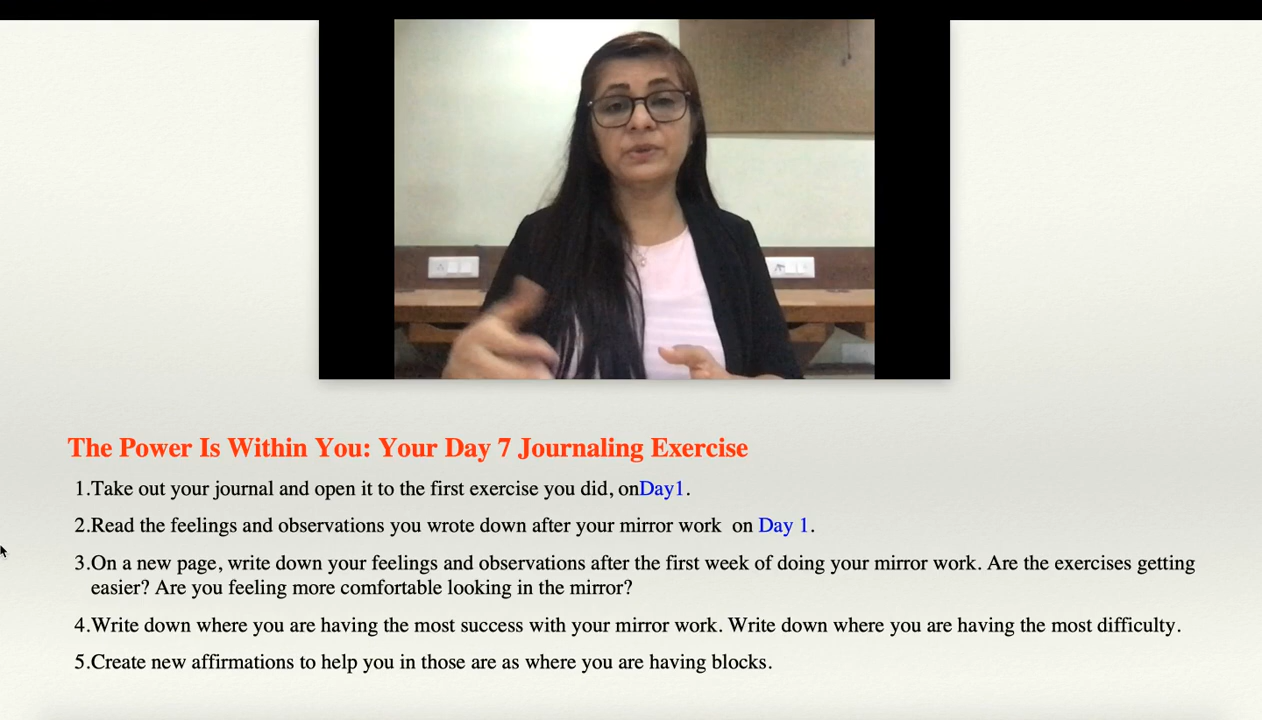 The Power Is Within You: Your Day 7 Journaling Exercise
1.Take out your journal and open it to the first exercise you did, onDay1.
2.Read the feelings and observations you wrote down after your mirror work on Day 1.
3.On a new page, write down your feelings and observations after the first week of doing your mirror work. Are the exercises getting
easier? Are you feeling more comfortable looking in the mirror?
4.Write down where you are having the most success with your mirror work. Write down where you are having the most difficulty.
5.Create new affirmations to help you in those are as where you are having blocks.